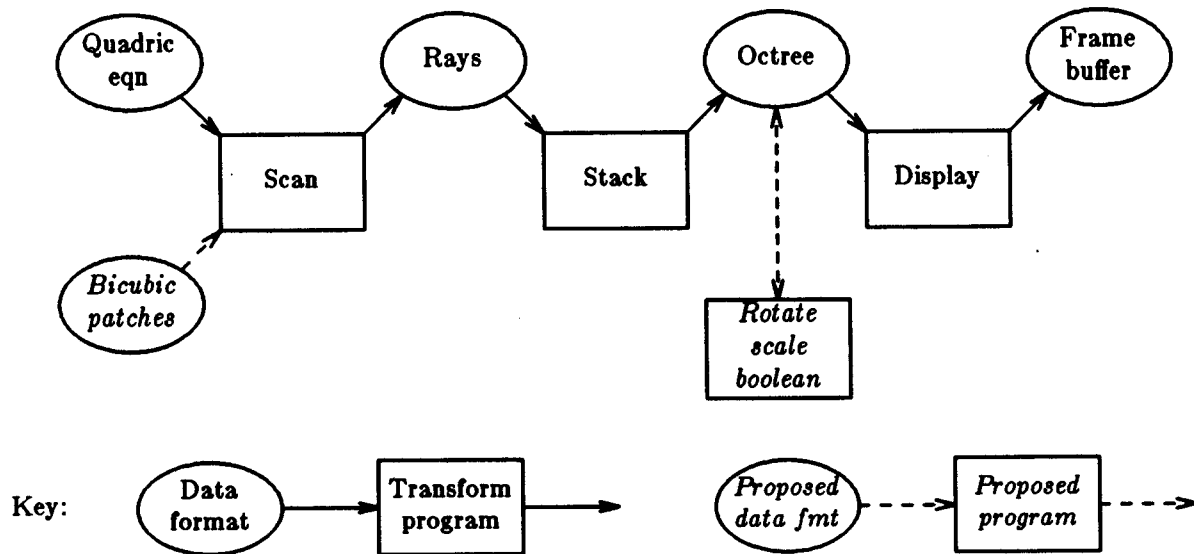 Quadric
eqn
Rays
Octree
Frame
buffer
Scan
Stack
Display
Bicubic
patches
Rotate
scale
boolean
Key:
Data
format
Transform
program
Proposed
data fmt
Proposed
program